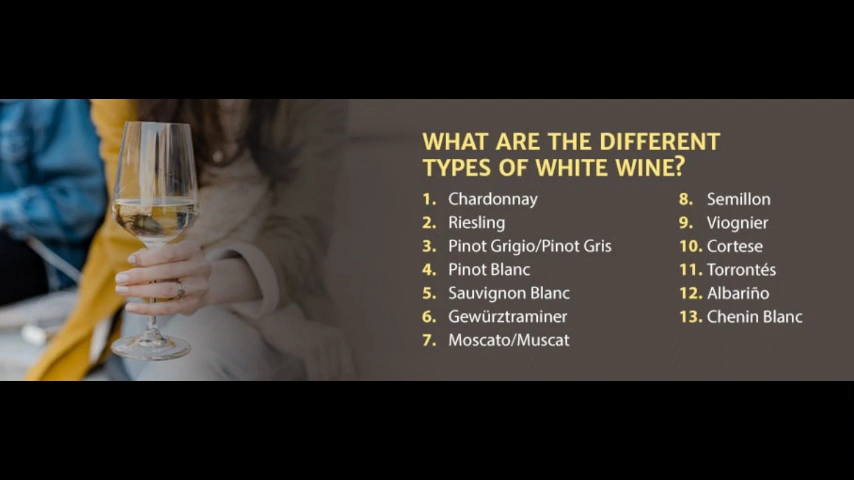 WHAT ARE THE DIFFERENT
TYPES OF WHITE WINE?
1. Chardonnay
2. Riesling
3. Pinot Grigio/Pinot Gris
4. Pinot Blanc
5. Sauvignon Blanc
6. Gewürztraminer
7. Moscato/Muscat
8. Semillon
9. Viognier
10. Cortese
11. Torrontés
12. Albariño
13. Chenin Blanc